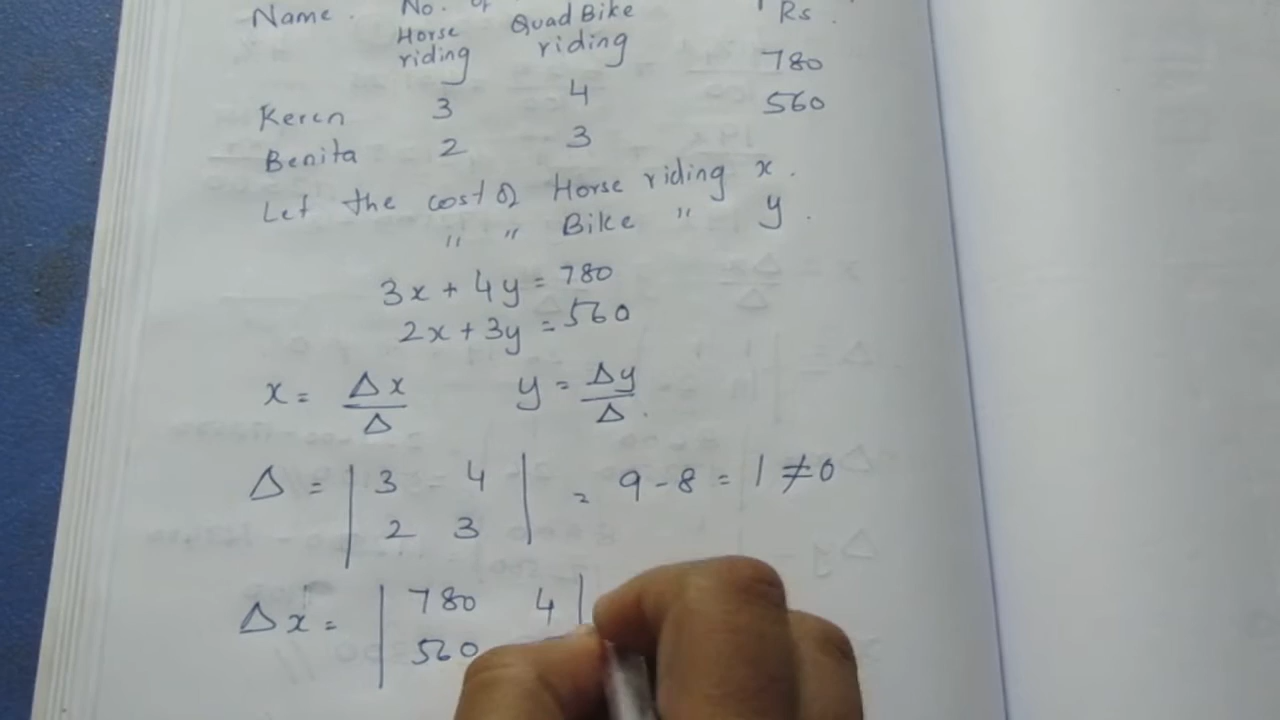 Name. No. of Rs.
Horse riding Quad Bike riding
780
Keren 3 4 560
Benita 2 3
Let the cost of Horse riding x.
" " Bike " y.
3x + 4y = 780
2x + 3y = 560
x = Δx/Δ y = Δy/Δ.
Δ = | 3 4 | = 9 - 8 = 1 ≠ 0
2 3
Δx = | 780 4 |
560